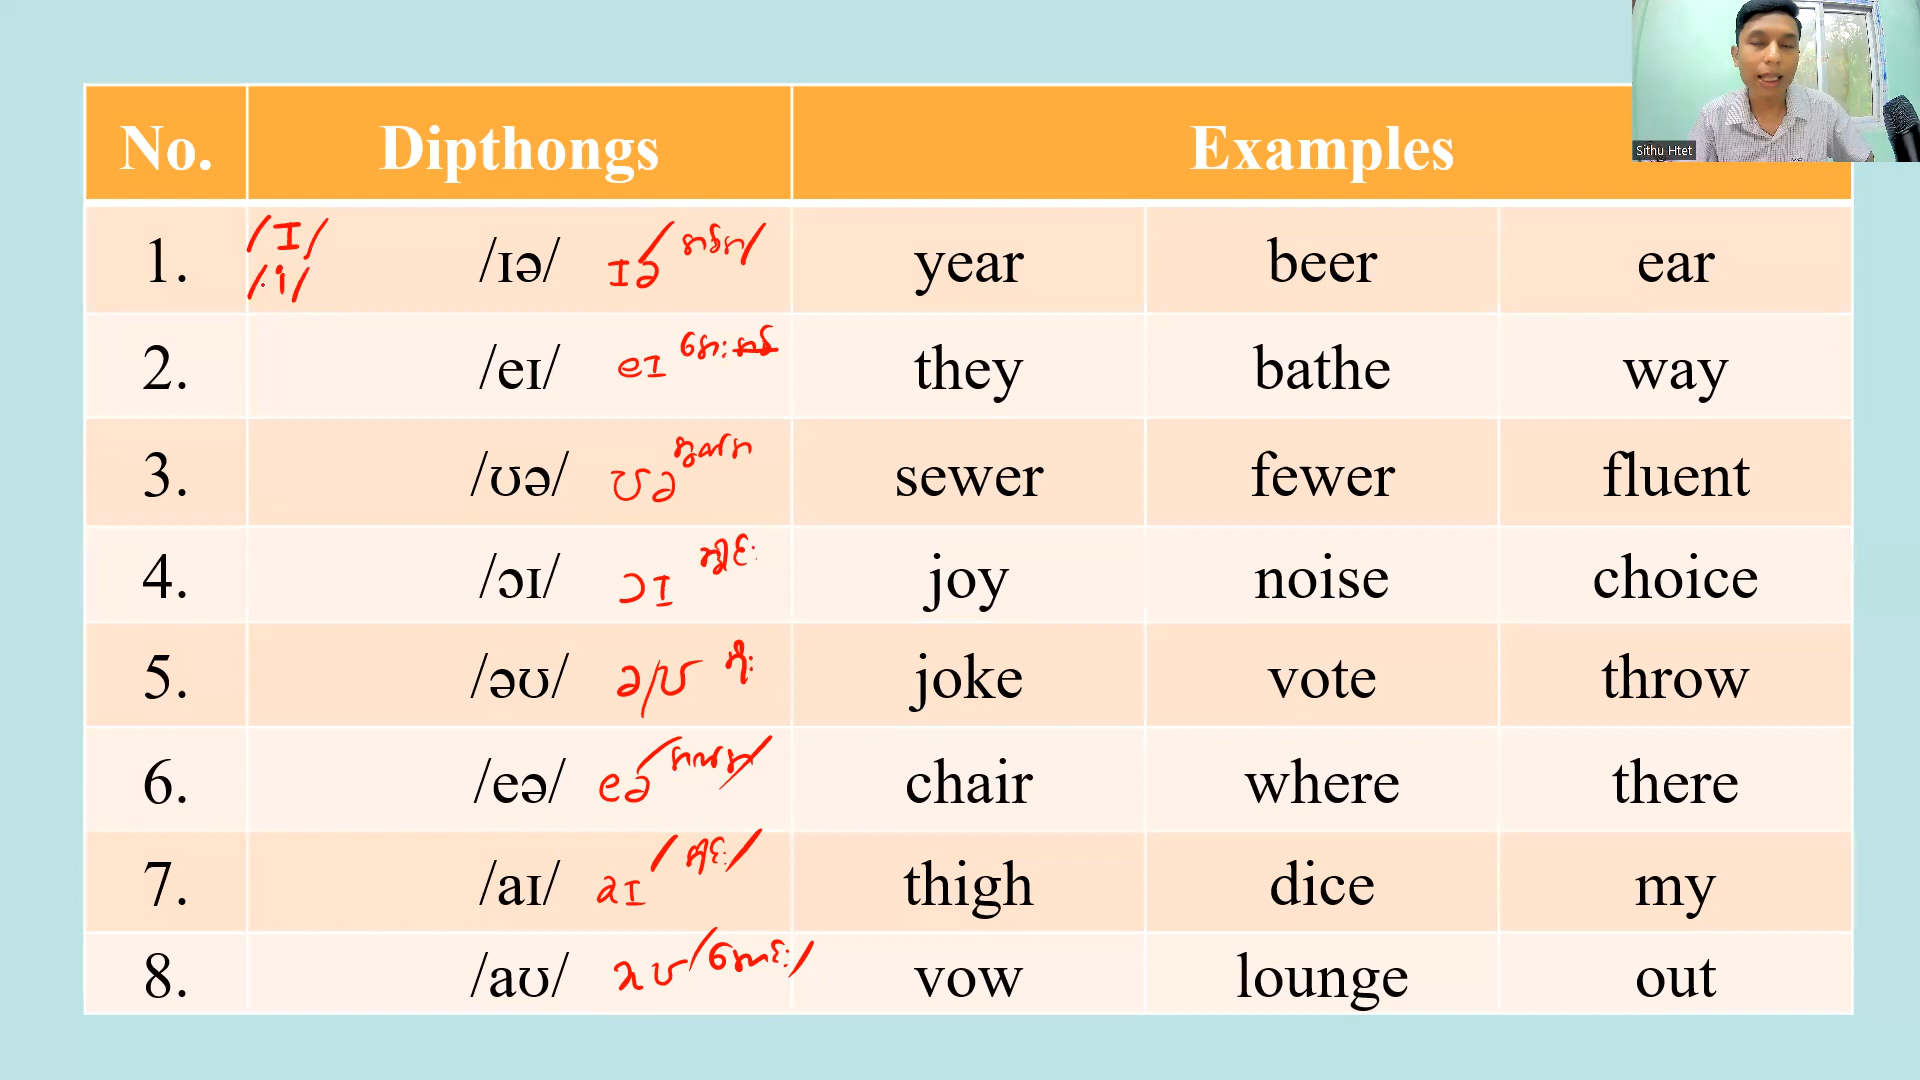 Sithu Htet
No. Dipthongs Examples
1. /I/ /i/ /ɪə/ ɪə year beer ear
2. /eɪ/ eɪ they bathe way
3. /ʊə/ ʊə sewer fewer fluent
4. /ɔɪ/ ɔɪ joy noise choice
5. /əʊ/ ə/ʊ joke vote throw
6. /eə/ eə chair where there
7. /aɪ/ aɪ thigh dice my
8. /aʊ/ vow lounge out